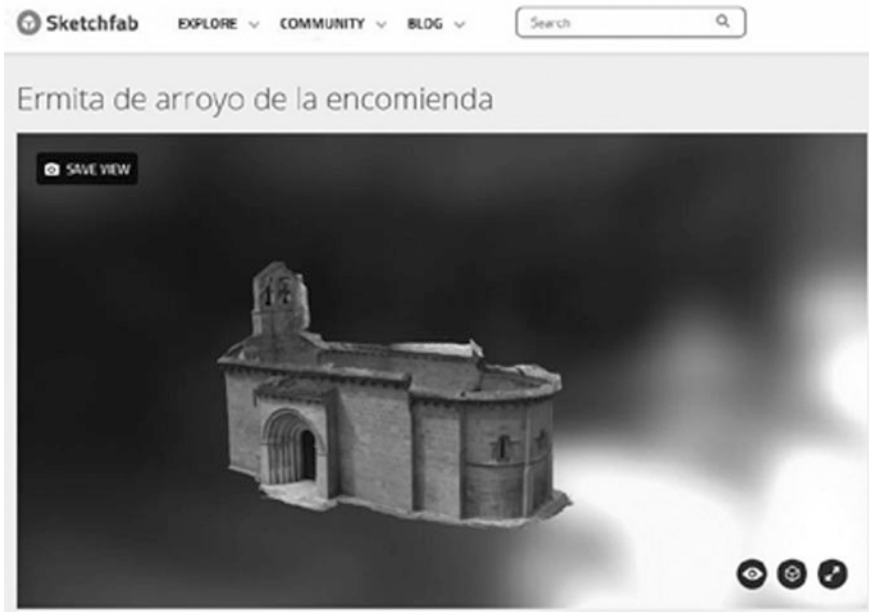 Sketchfab EXPLORE COMMUNITY BLOG Search
Ermita de arroyo de la encomienda
SAVE VIEW